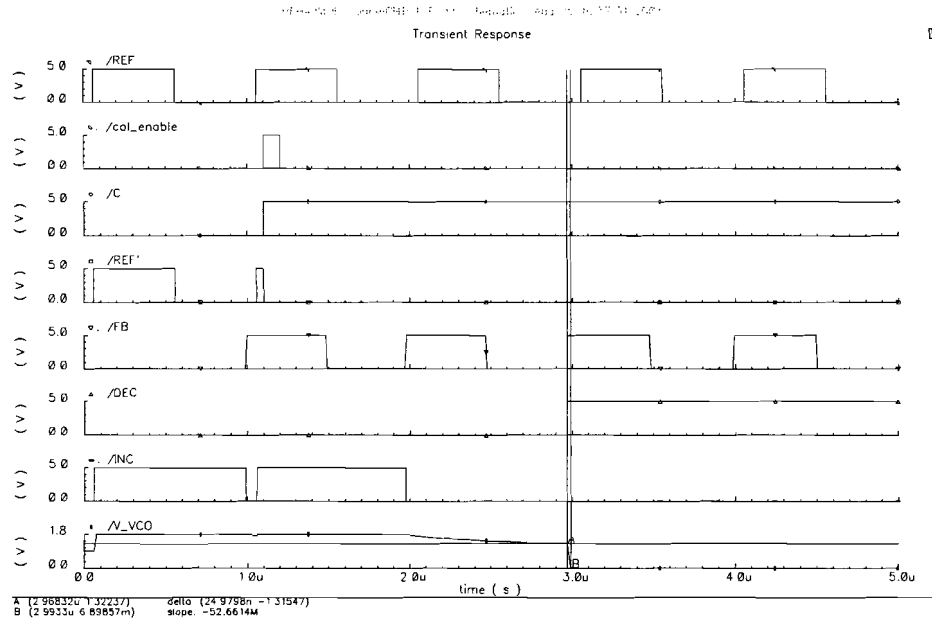 Transient Response
/REF
(V)
5.0
0.0
/cal_enable
(V)
5.0
0.0
/C
(V)
5.0
0.0
/REF'
(V)
5.0
0.0
/FB
(V)
5.0
0.0
/DEC
(V)
5.0
0.0
/INC
(V)
5.0
0.0
/V_VCO
(V)
1.8
0.0
0.0 1.0u 2.0u 3.0u 4.0u 5.0u
B
time ( s )
A (2.96832u 1.32237) delta (24.9798n -1.31547)
B (2.9933u 6.89857m) slope: -52.6614M